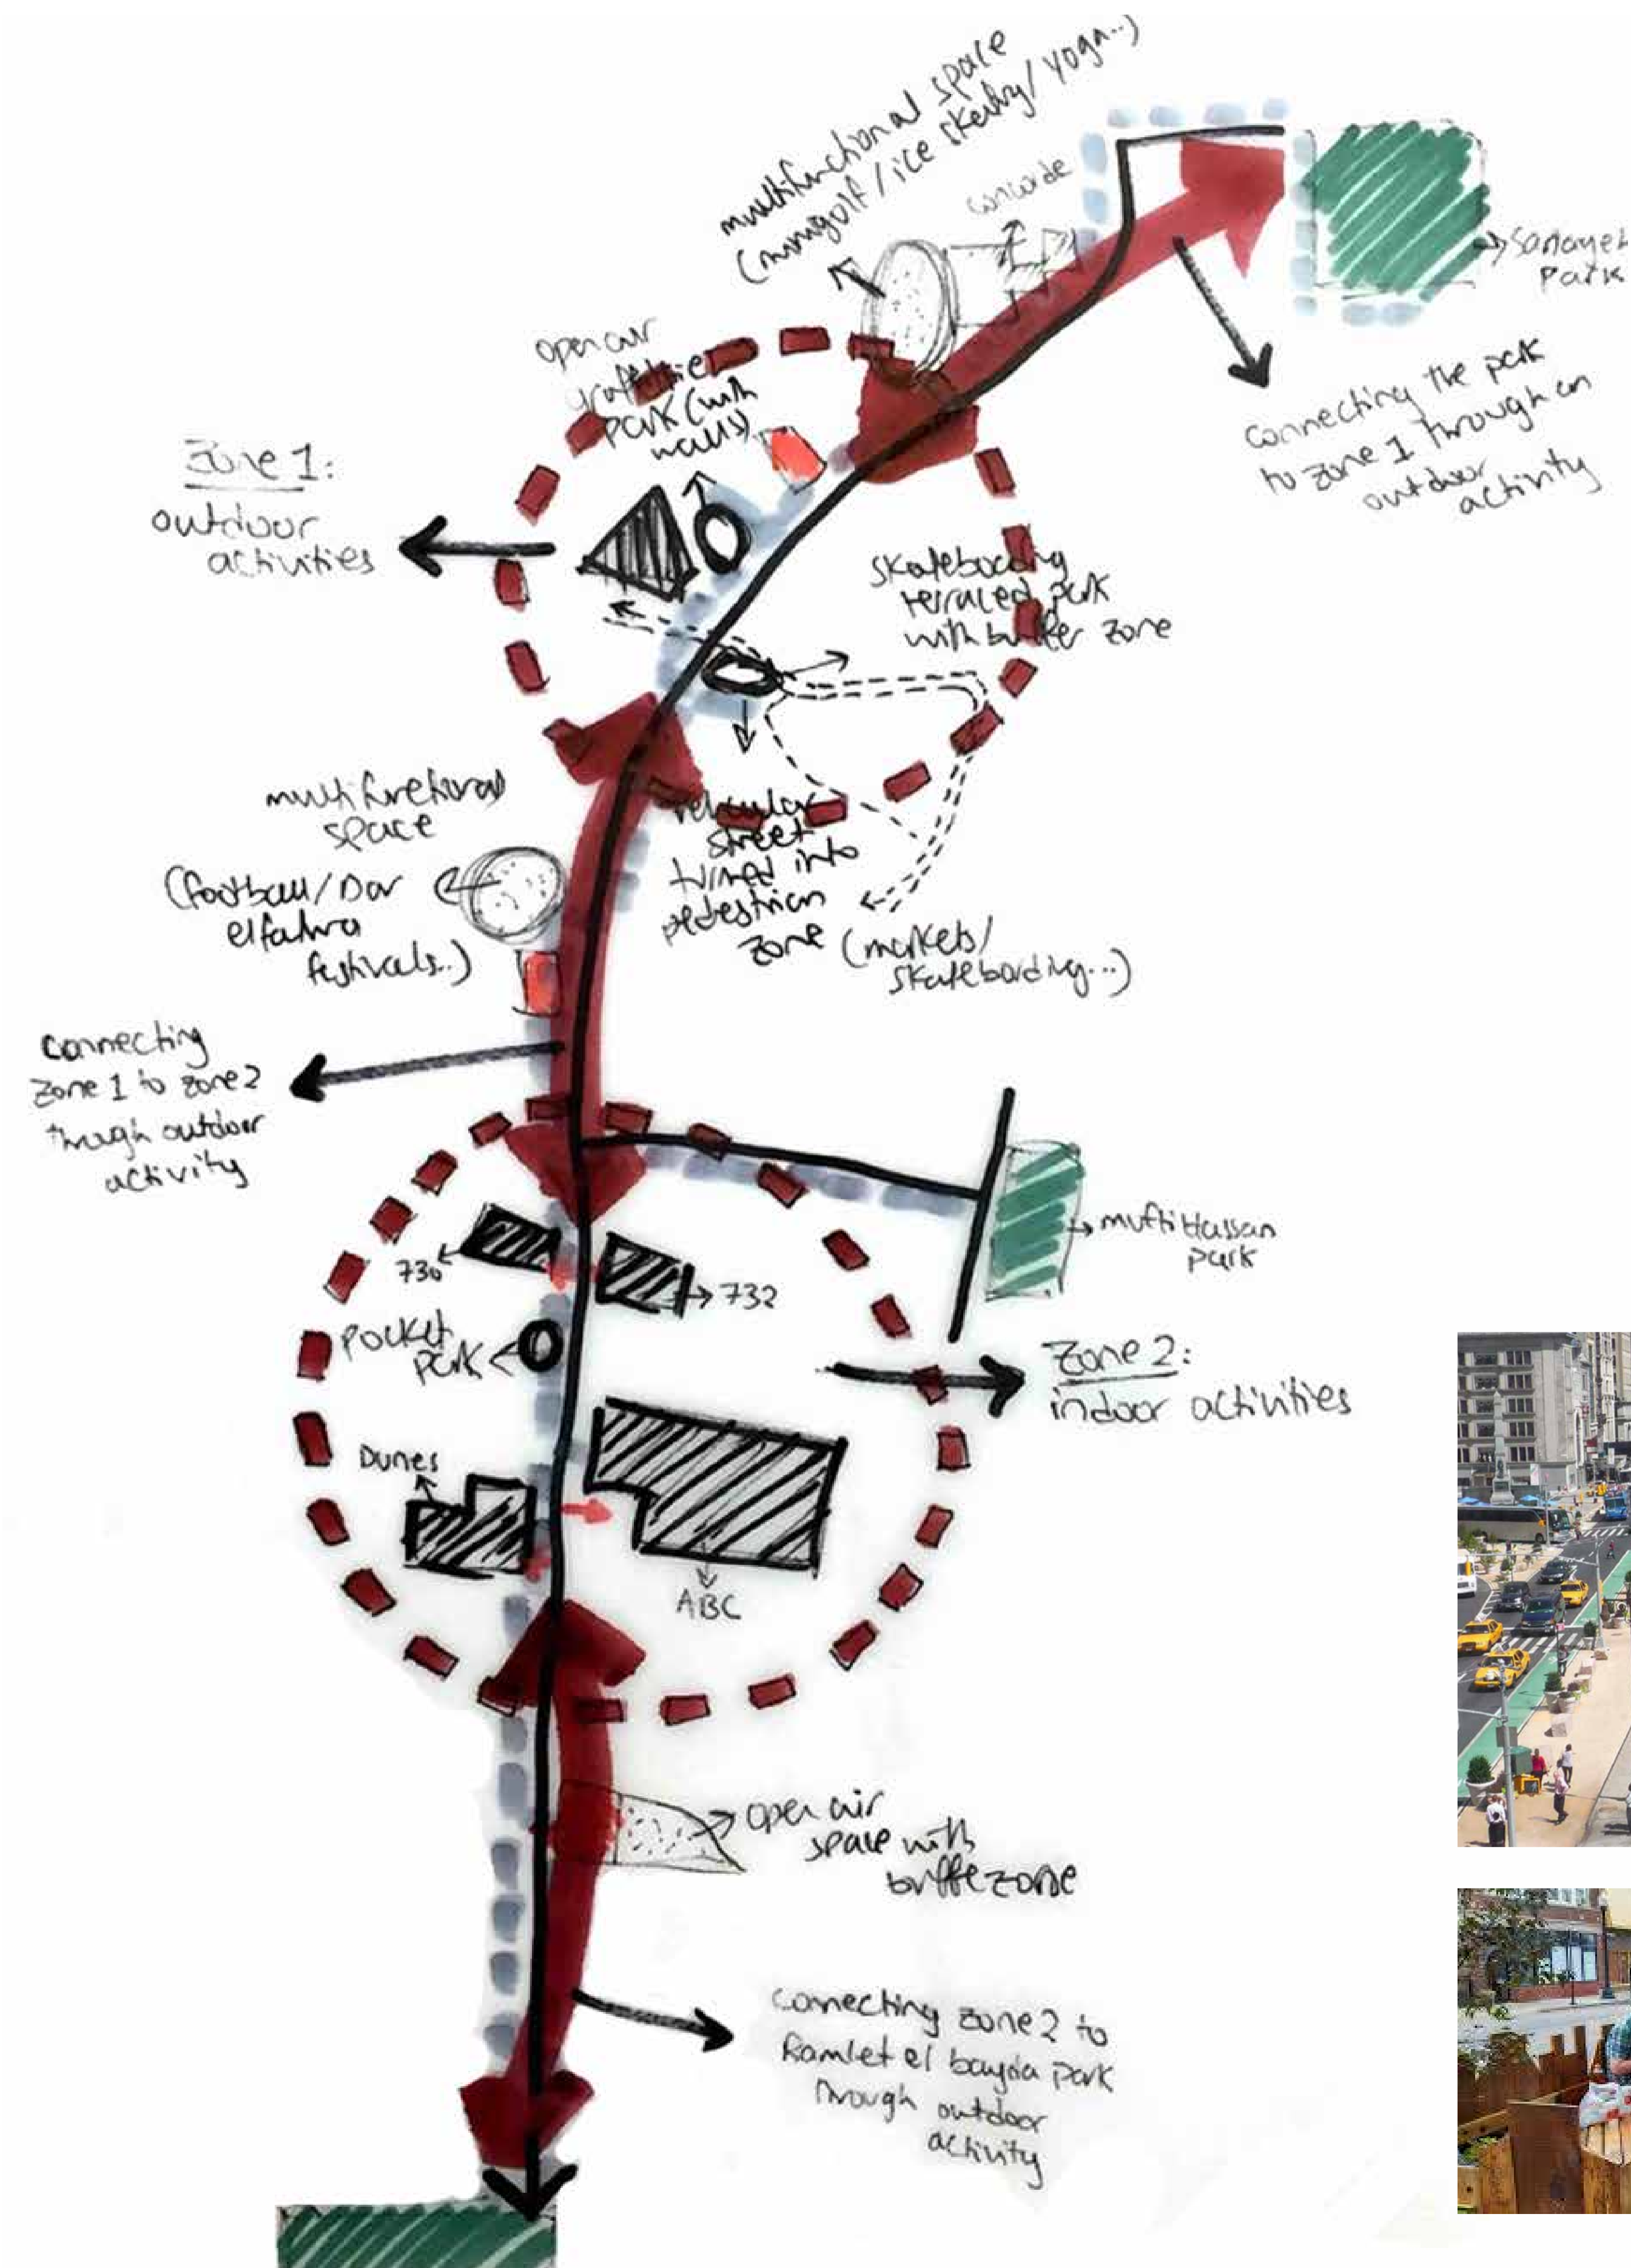 multifunctional space
(minigolf / ice skating / yoga...)
concorde
Sanayeh
Park
connecting the park
to zone 1 through an
outdoor
activity
open air
park (with
walls)
Zone 1:
outdoor
activities
skateboarding
terraced park
with buffer zone
multifunctional
space
(football/Dar
elfatwa
festivals..)
vehicular
street
turned into
pedestrian
zone (markets/
skateboarding...)
connecting
zone 1 to zone 2
through outdoor
activity
730
732
mufti Hassan
park
pocket
park
Zone 2:
indoor activities
Dunes
ABC
open air
space with
buffe zone
connecting zone 2 to
Ramlet el bayda park
through outdoor
activity